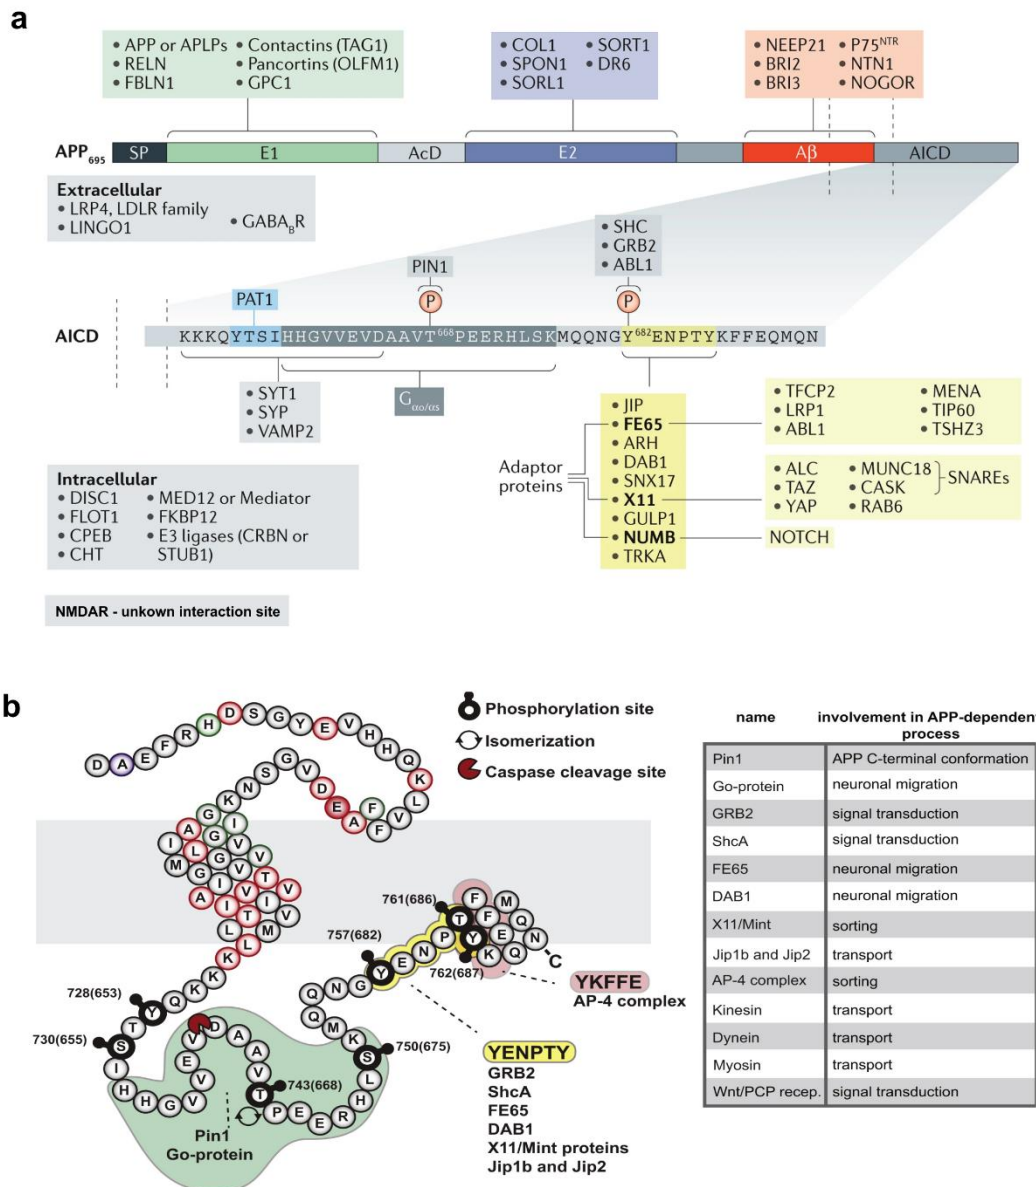 a
• APP or APLPs • Contactins (TAG1)
• RELN • Pancortins (OLFM1)
• FBLN1 • GPC1
• COL1 • SORT1
• SPON1 • DR6
• SORL1
• NEEP21 • P75NTR
• BRI2 • NTN1
• BRI3 • NOGOR
APP695 SP E1 AcD E2 Aβ AICD
Extracellular
• LRP4, LDLR family
• LINGO1 • GABABR
• SHC
• GRB2
• ABL1
PIN1
PAT1
P
P
AICD KKKQYTSIHHGVVEVDAAVT668PEERHLSKMQQNGY682ENPTYKFFEQMQN
• SYT1
• SYP
• VAMP2
Gαo/αs
Adaptor
proteins
• JIP
• FE65
• ARH
• DAB1
• SNX17
• X11
• GULP1
• NUMB
• TRKA
• TFCP2 • MENA
• LRP1 • TIP60
• ABL1 • TSHZ3
• ALC • MUNC18
• TAZ • CASK
• YAP • RAB6
SNAREs
NOTCH
Intracellular
• DISC1 • MED12 or Mediator
• FLOT1 • FKBP12
• CPEB • E3 ligases (CRBN or
• CHT STUB1)
NMDAR - unkown interaction site
b
Phosphorylation site
Isomerization
Caspase cleavage site
D A E F R H D S G Y E V H H Q K L V F F A E D V G S N K G A I I G L M V G G V V I A T V I V I T M L L K K K Q Y T S I H H G V V E V D A A V T P E E R H L S K M Q Q N G Y E N P T Y K F F E Q M Q N
C
728(653)
730(655)
743(668)
750(675)
757(682)
761(686)
762(687)
Pin1
Go-protein
YKFFE
AP-4 complex
YENPTY
GRB2
ShcA
FE65
DAB1
X11/Mint proteins
Jip1b and Jip2
name involvement in APP-dependent
process
Pin1 APP C-terminal conformation
Go-protein neuronal migration
GRB2 signal transduction
ShcA signal transduction
FE65 neuronal migration
DAB1 neuronal migration
X11/Mint sorting
Jip1b and Jip2 transport
AP-4 complex sorting
Kinesin transport
Dynein transport
Myosin transport
Wnt/PCP recep. signal transduction